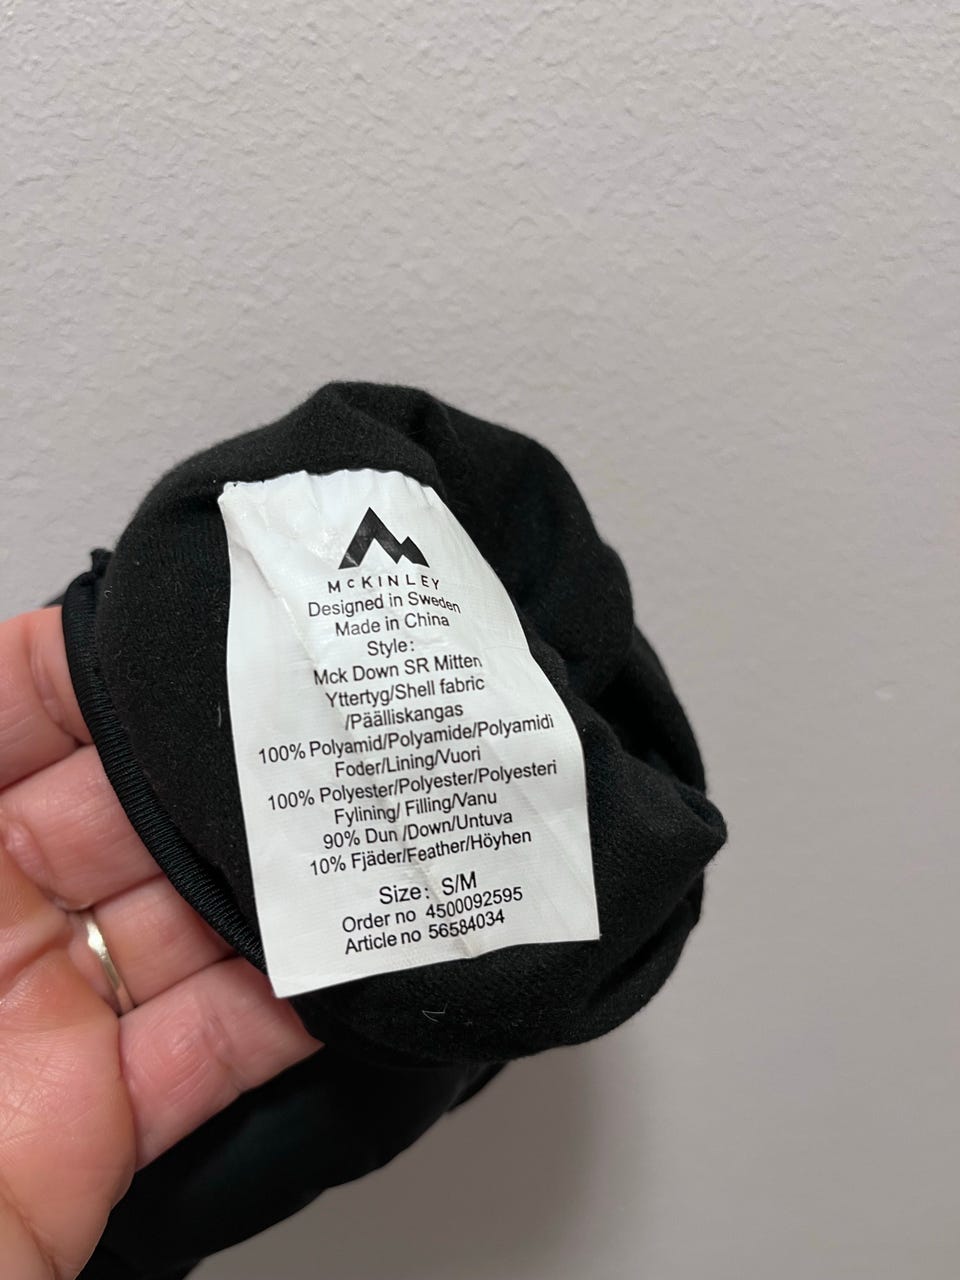 McKINLEY
Designed in Sweden
Made in China
Style:
Mck Down SR Mitten
Yttertyg/Shell fabric
/Päälliskangas
100% Polyamid/Polyamide/Polyamidi
Foder/Lining/Vuori
100% Polyester/Polyester/Polyesteri
Fylining/ Filling/Vanu
90% Dun /Down/Untuva
10% Fjäder/Feather/Höyhen
Size: S/M
Order no 4500092595
Article no 56584034